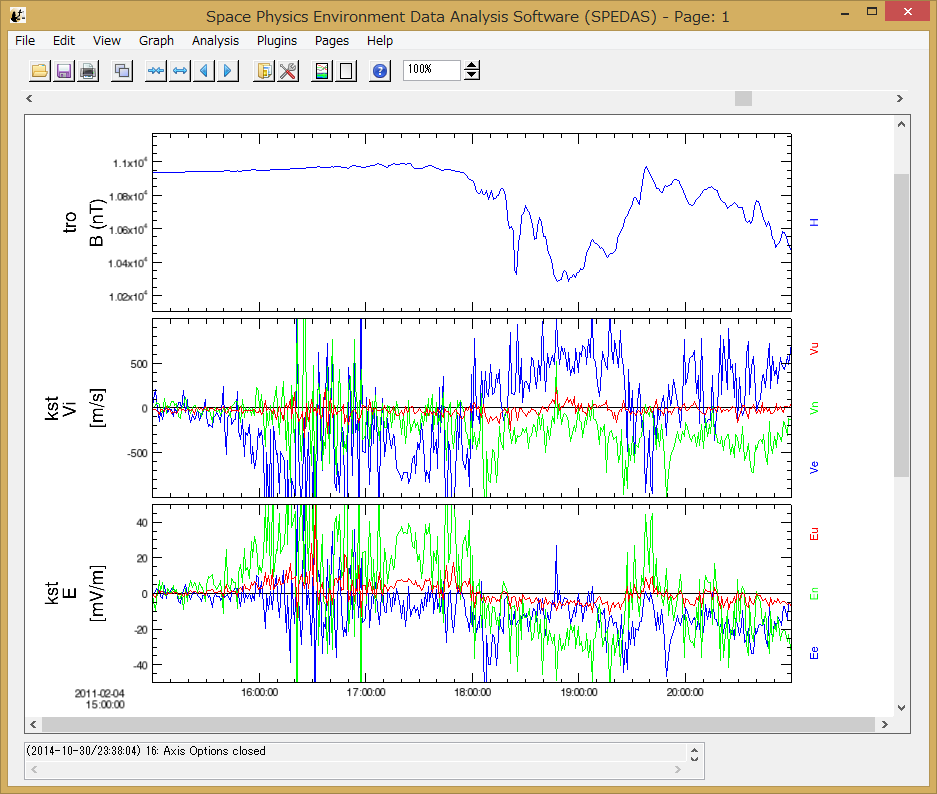 Space Physics Environment Data Analysis Software (SPEDAS) - Page: 1
File Edit View Graph Analysis Plugins Pages Help
100%
tro
B (nT)
1.1x10⁴
1.08x10⁴
1.06x10⁴
1.04x10⁴
1.02x10⁴
H
kst
Vi
[m/s]
500
0
-500
Vu
Vn
Ve
kst
E
[mV/m]
40
20
0
-20
-40
Eu
En
Ee
2011-02-04
15:00:00
16:00:00 17:00:00 18:00:00 19:00:00 20:00:00
(2014-10-30/23:38:04) 16: Axis Options closed